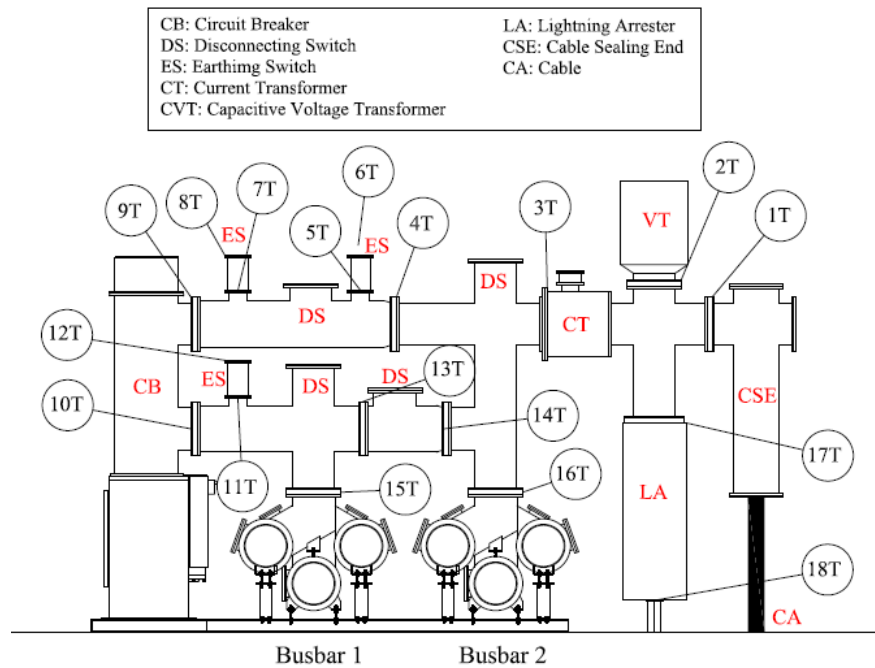 CB: Circuit Breaker
DS: Disconnecting Switch
ES: Earthimg Switch
CT: Current Transformer
CVT: Capacitive Voltage Transformer
LA: Lightning Arrester
CSE: Cable Sealing End
CA: Cable
6T
2T
8T
7T
9T
ES
5T
ES
4T
3T
VT
1T
DS
DS
CT
12T
13T
ES
DS
DS
CB
CSE
10T
14T
11T
15T
16T
17T
LA
18T
CA
Busbar 1
Busbar 2